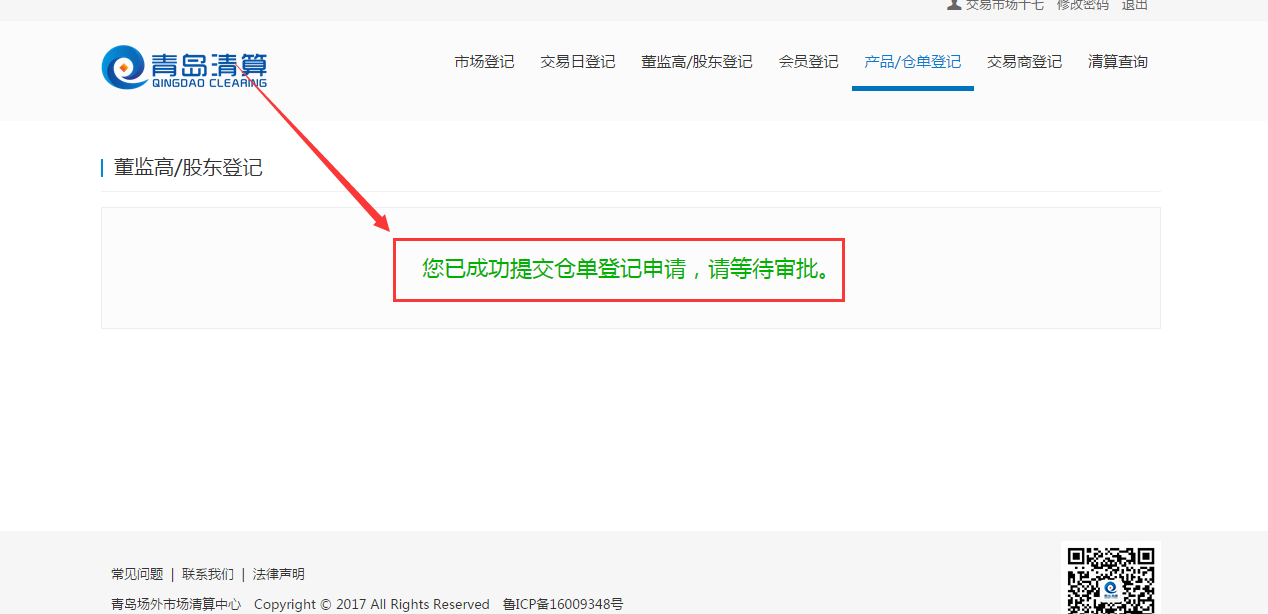 交易市场十七 修改密码 退出
青岛清算
QINGDAO CLEARING
市场登记 交易日登记 董监高/股东登记 会员登记 产品/仓单登记 交易商登记 清算查询
董监高/股东登记
您已成功提交仓单登记申请，请等待审批。
常见问题 | 联系我们 | 法律声明
青岛场外市场清算中心 Copyright © 2017 All Rights Reserved 鲁ICP备16009348号